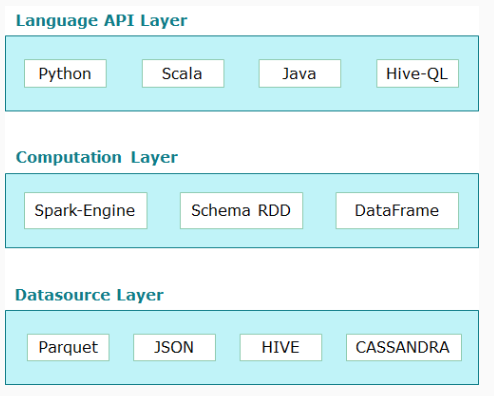 Language API Layer
Python Scala Java Hive-QL
Computation Layer
Spark-Engine Schema RDD DataFrame
Datasource Layer
Parquet JSON HIVE CASSANDRA